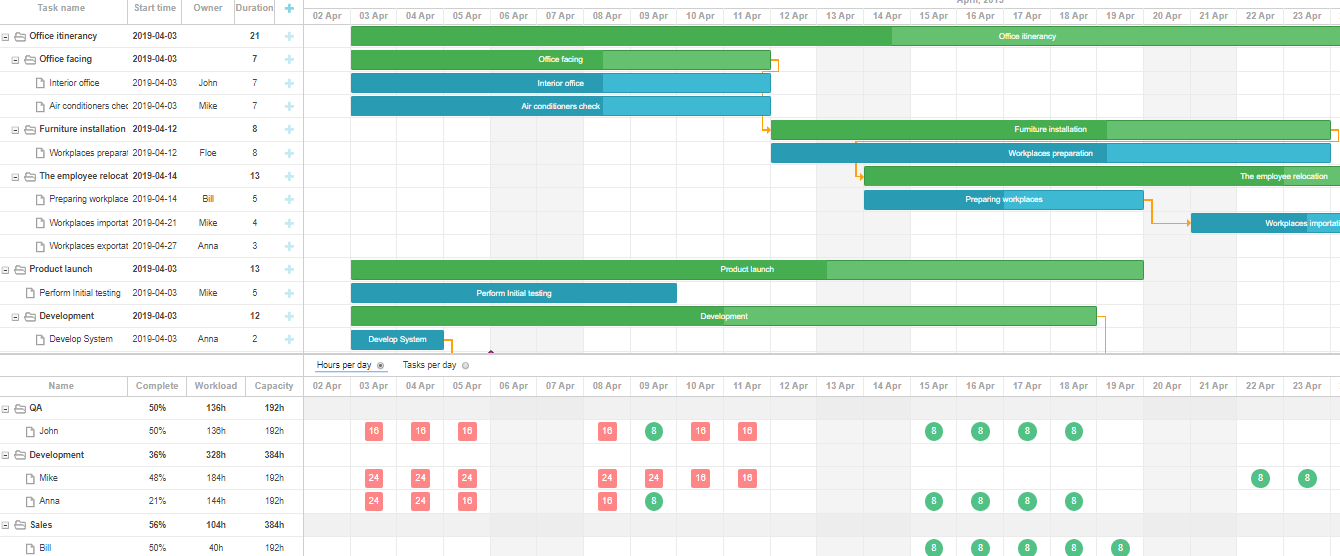 April, 2019
Task name Start time Owner Duration 02 Apr 03 Apr 04 Apr 05 Apr 06 Apr 07 Apr 08 Apr 09 Apr 10 Apr 11 Apr 12 Apr 13 Apr 14 Apr 15 Apr 16 Apr 17 Apr 18 Apr 19 Apr 20 Apr 21 Apr 22 Apr 23 Apr
Office itinerancy 2019-04-03 21 Office itinerancy
Office facing 2019-04-03 7 Office facing
Interior office 2019-04-03 John 7 Interior office
Air conditioners chec 2019-04-03 Mike 7 Air conditioners check
Furniture installation 2019-04-12 8 Furniture installation
Workplaces preparat 2019-04-12 Floe 8 Workplaces preparation
The employee relocat 2019-04-14 13 The employee relocation
Preparing workplace 2019-04-14 Bill 5 Preparing workplaces
Workplaces importat 2019-04-21 Mike 4 Workplaces importati
Workplaces exportat 2019-04-27 Anna 3
Product launch 2019-04-03 13 Product launch
Perform Initial testing 2019-04-03 Mike 5 Perform Initial testing
Development 2019-04-03 12 Development
Develop System 2019-04-03 Anna 2 Develop System
Hours per day Tasks per day
Name Complete Workload Capacity 02 Apr 03 Apr 04 Apr 05 Apr 06 Apr 07 Apr 08 Apr 09 Apr 10 Apr 11 Apr 12 Apr 13 Apr 14 Apr 15 Apr 16 Apr 17 Apr 18 Apr 19 Apr 20 Apr 21 Apr 22 Apr 23 Apr
QA 50% 136h 192h
John 50% 136h 192h 16 16 16 16 8 16 16 8 8 8 8
Development 36% 328h 384h
Mike 48% 184h 192h 24 24 24 24 24 16 16 8 8
Anna 21% 144h 192h 24 24 16 16 8 8 8 8 8
Sales 56% 104h 384h
Bill 50% 40h 192h 8 8 8 8 8